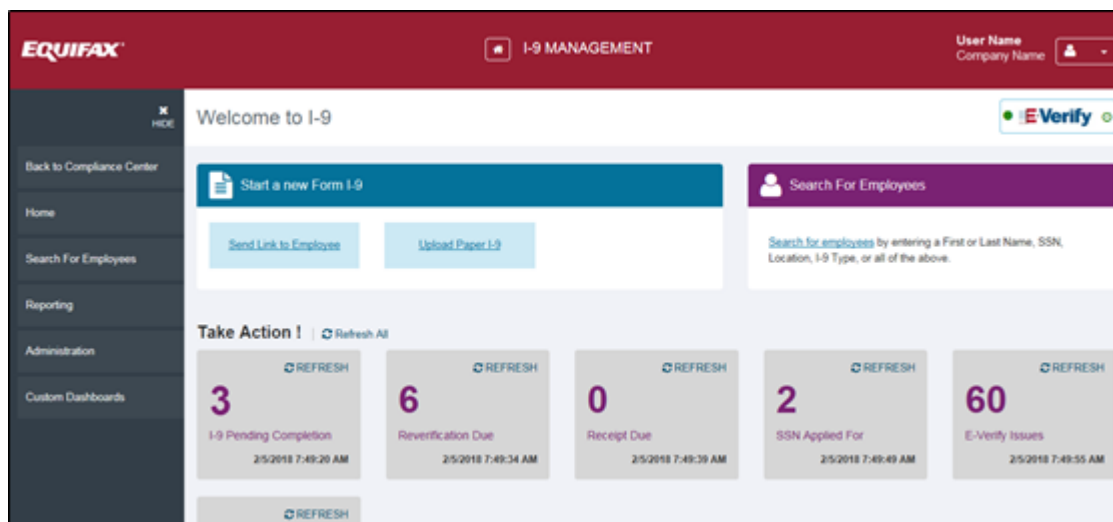 EQUIFAX
I-9 MANAGEMENT
User Name
Company Name
HIDE
Welcome to I-9
E-Verify
Back to Compliance Center
Home
Search For Employees
Reporting
Administration
Custom Dashboards
Start a new Form I-9
Send Link to Employee
Upload Paper I-9
Search For Employees
Search for employees by entering a First or Last Name, SSN,
Location, I-9 Type, or all of the above.
Take Action ! | Refresh All
REFRESH
3
I-9 Pending Completion
2/5/2018 7:49:20 AM
REFRESH
6
Reverification Due
2/5/2018 7:49:34 AM
REFRESH
0
Receipt Due
2/5/2018 7:49:39 AM
REFRESH
2
SSN Applied For
2/5/2018 7:49:49 AM
REFRESH
60
E-Verify Issues
2/5/2018 7:49:55 AM
REFRESH